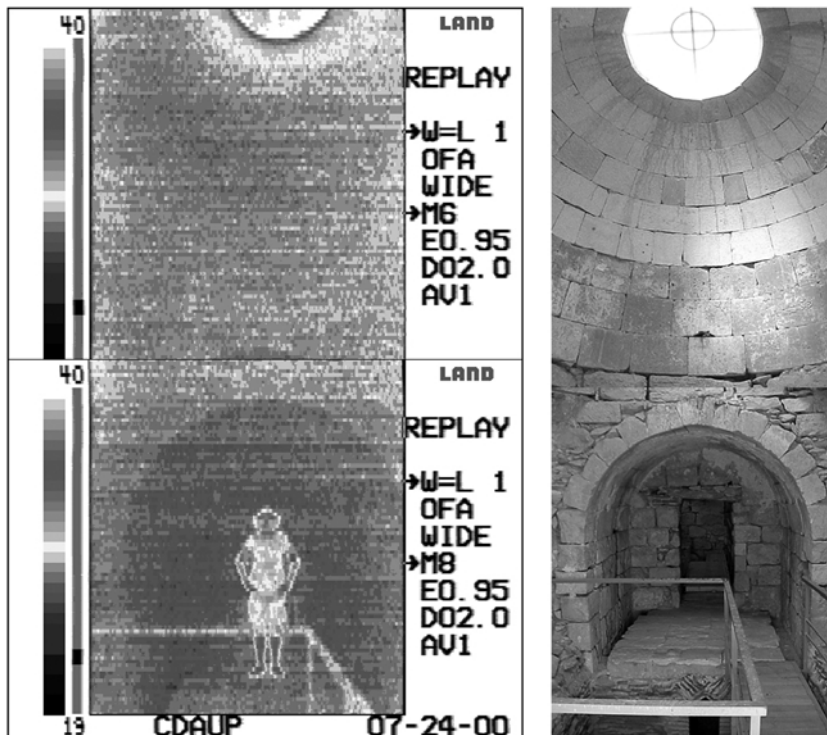 40
LAND
REPLAY
→W=L 1
OFA
WIDE
→M6
E0.95
D02.0
AV1
40
LAND
REPLAY
→W=L 1
OFA
WIDE
→M8
E0.95
D02.0
AV1
19 CDAUP 07-24-00